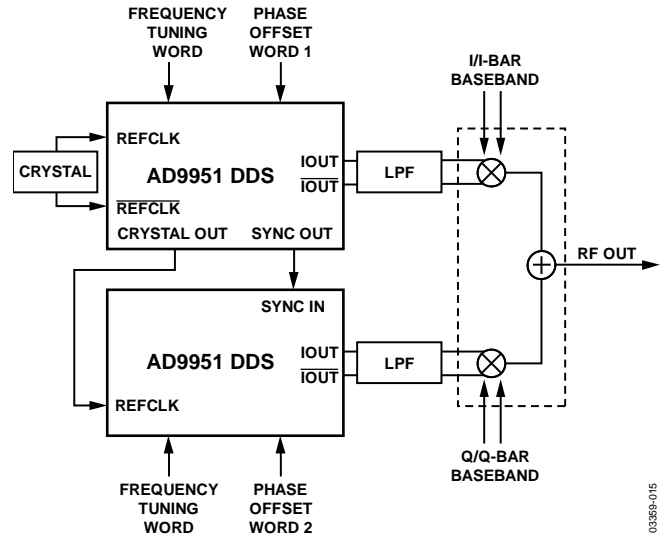 FREQUENCY
TUNING
WORD
PHASE
OFFSET
WORD 1
I/I-BAR
BASEBAND
CRYSTAL
REFCLK
AD9951 DDS
REFCLK
CRYSTAL OUT
SYNC OUT
IOUT
IOUT
LPF
RF OUT
SYNC IN
AD9951 DDS
IOUT
IOUT
LPF
REFCLK
FREQUENCY
TUNING
WORD
PHASE
OFFSET
WORD 2
Q/Q-BAR
BASEBAND
03359-015